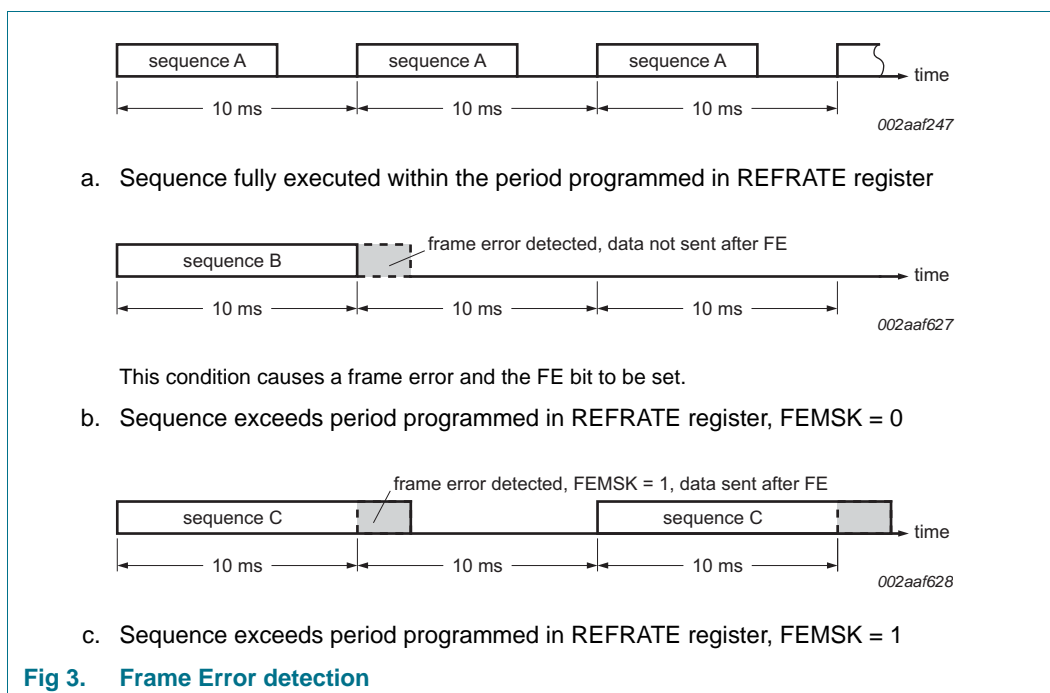 sequence A sequence A sequence A
time
10 ms 10 ms 10 ms
002aaf247
a. Sequence fully executed within the period programmed in REFRATE register
frame error detected, data not sent after FE
sequence B
time
10 ms 10 ms 10 ms
002aaf627
This condition causes a frame error and the FE bit to be set.
b. Sequence exceeds period programmed in REFRATE register, FEMSK = 0
frame error detected, FEMSK = 1, data sent after FE
sequence C sequence C
time
10 ms 10 ms 10 ms
002aaf628
c. Sequence exceeds period programmed in REFRATE register, FEMSK = 1
Fig 3. Frame Error detection